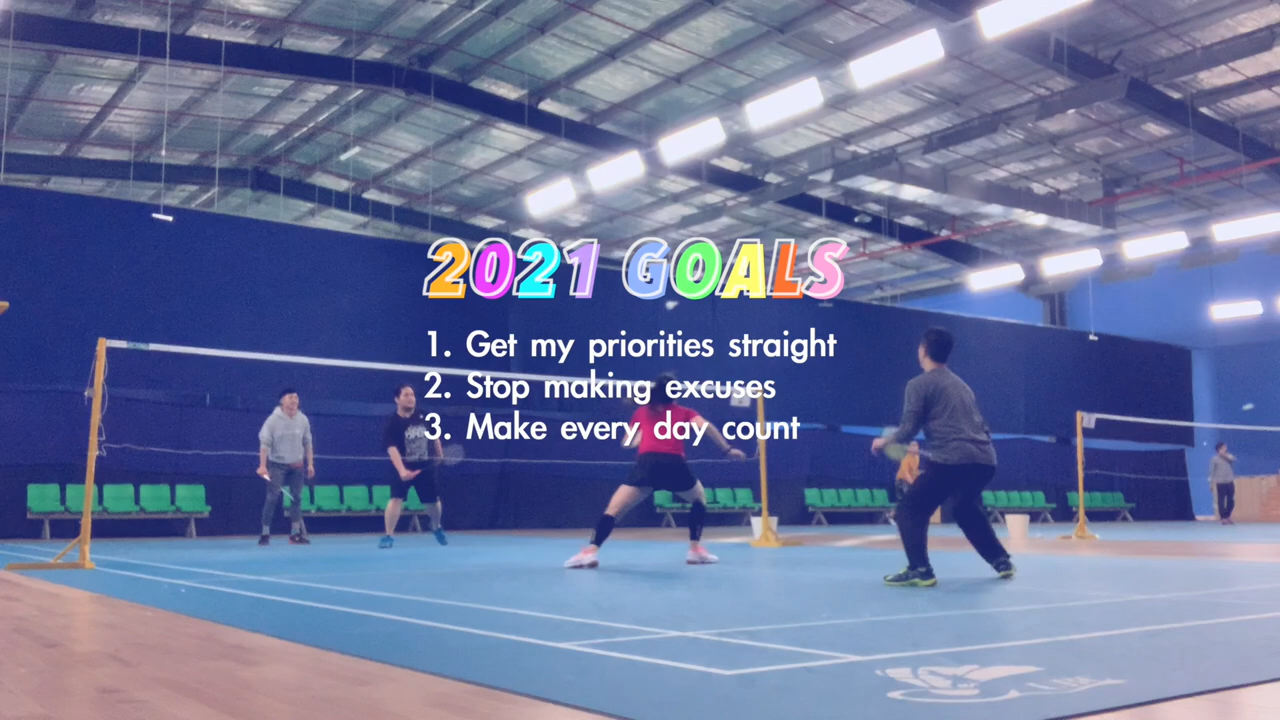 2021 GOALS
1. Get my priorities straight
2. Stop making excuses
3. Make every day count